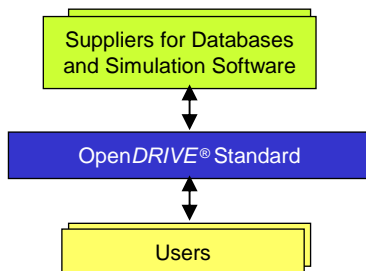 Suppliers for Databases
and Simulation Software
OpenDRIVE® Standard
Users